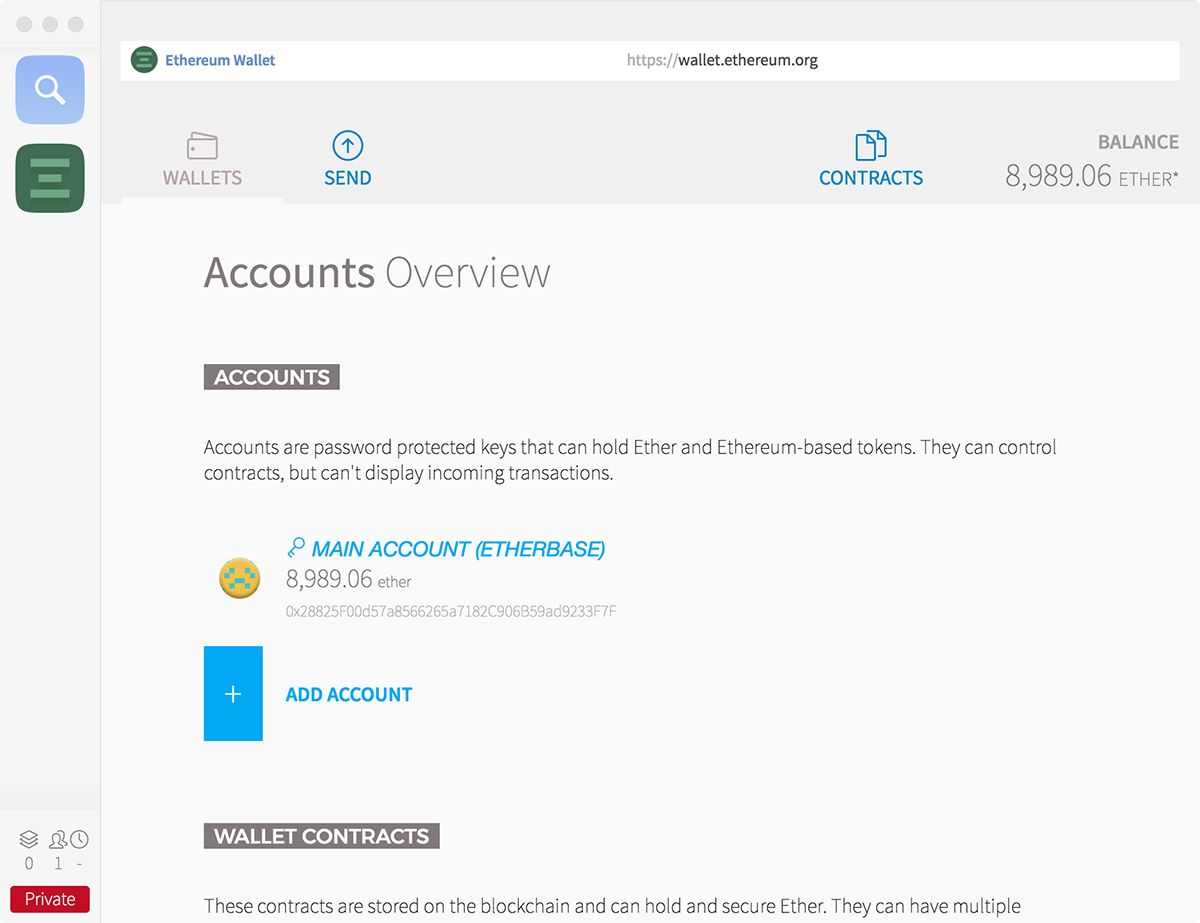 Ethereum Wallet
https://wallet.ethereum.org
WALLETS
SEND
CONTRACTS
BALANCE
8,989.06 ETHER*
Accounts Overview
ACCOUNTS
Accounts are password protected keys that can hold Ether and Ethereum-based tokens. They can control
contracts, but can't display incoming transactions.
MAIN ACCOUNT (ETHERBASE)
8,989.06 ether
0x28825F00d57a8566265a7182C906B59ad9233F7F
+
ADD ACCOUNT
WALLET CONTRACTS
These contracts are stored on the blockchain and can hold and secure Ether. They can have multiple
0 1 -
Private